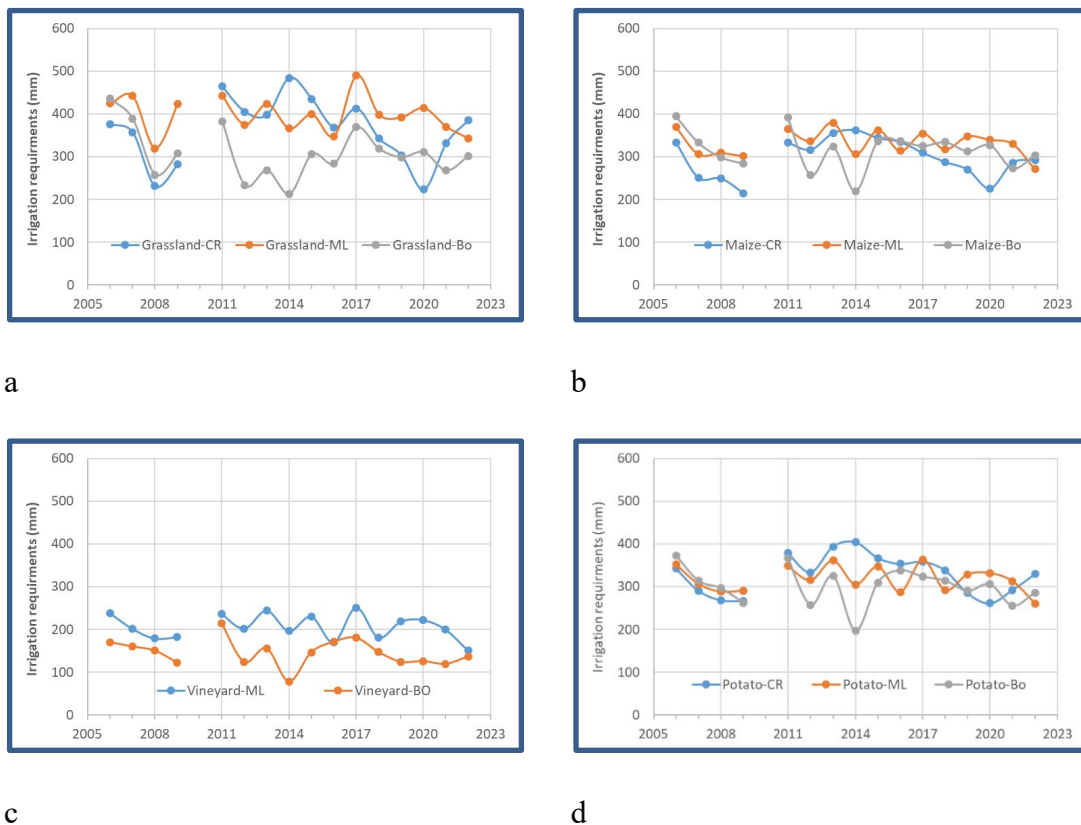 600
500
400
300
200
100
0
Irrigation requirments (mm)
Grassland-CR Grassland-ML Grassland-Bo
2005 2008 2011 2014 2017 2020 2023
a
600
500
400
300
200
100
0
Irrigation requirements (mm)
Maize-CR Maize-ML Maize-Bo
2005 2008 2011 2014 2017 2020 2023
b
600
500
400
300
200
100
0
Irrigation requirements (mm)
Vineyard-ML Vineyard-BO
2005 2008 2011 2014 2017 2020 2023
c
600
500
400
300
200
100
0
Irrigation requirments (mm)
Potato-CR Potato-ML Potato-Bo
2005 2008 2011 2014 2017 2020 2023
d